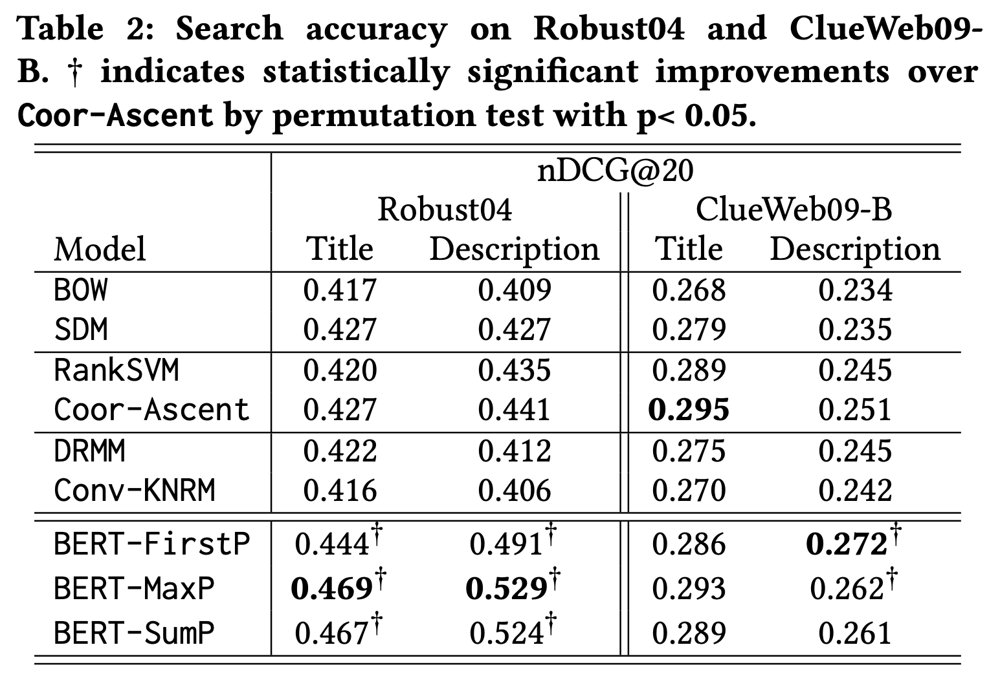 Table 2: Search accuracy on Robust04 and ClueWeb09-
B. † indicates statistically significant improvements over
Coor-Ascent by permutation test with p< 0.05.
nDCG@20
Robust04 ClueWeb09-B
Model Title Description Title Description
BOW 0.417 0.409 0.268 0.234
SDM 0.427 0.427 0.279 0.235
RankSVM 0.420 0.435 0.289 0.245
Coor-Ascent 0.427 0.441 0.295 0.251
DRMM 0.422 0.412 0.275 0.245
Conv-KNRM 0.416 0.406 0.270 0.242
BERT-FirstP 0.444† 0.491† 0.286 0.272†
BERT-MaxP 0.469† 0.529† 0.293 0.262†
BERT-SumP 0.467† 0.524† 0.289 0.261